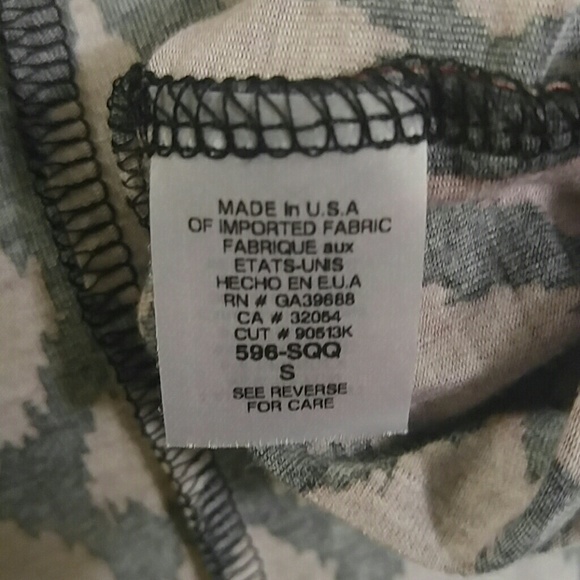 MADE In U.S.A
OF IMPORTED FABRIC
FABRIQUE aux
ETATS-UNIS
HECHO EN E.U.A
RN # GA39688
CA # 32054
CUT # 90513K
596-SQQ
S
SEE REVERSE
FOR CARE